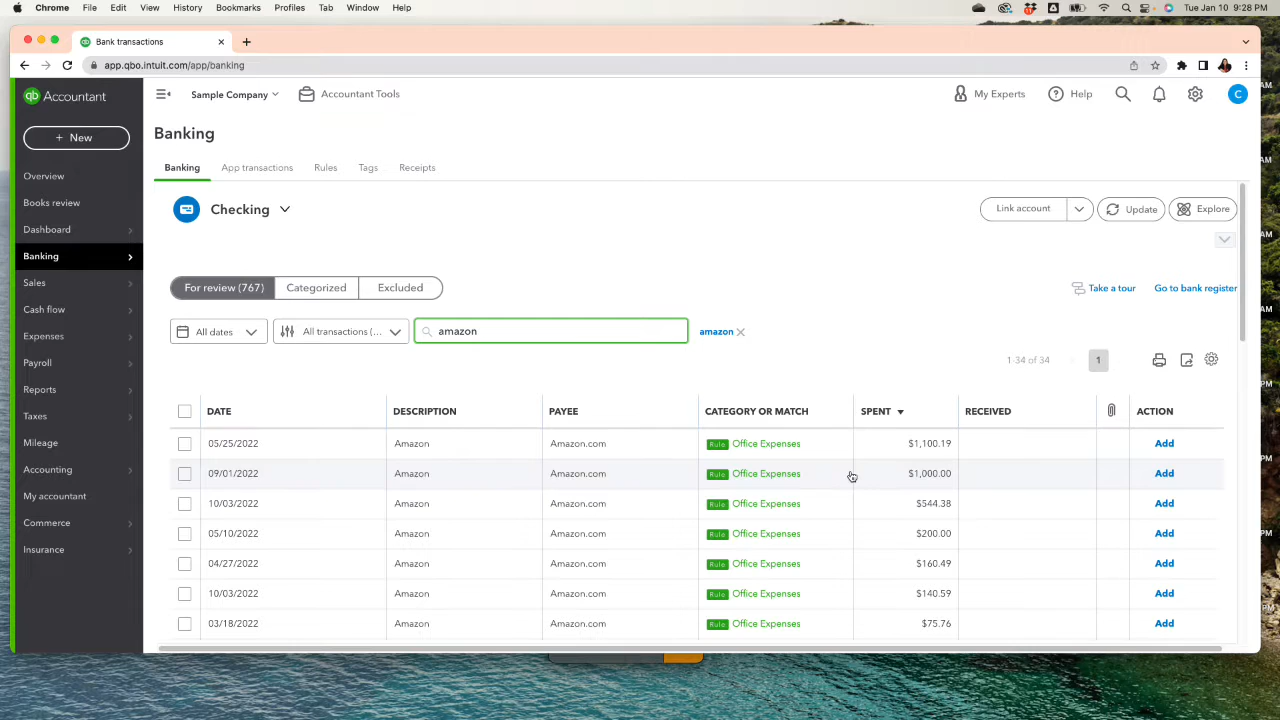 Chrome File Edit View History Bookmarks Profiles Tab Window Help Tue Jan 10 9:28 PM
Bank transactions
app.qbo.intuit.com/app/banking
qb Accountant
Sample Company Accountant Tools My Experts Help C
+ New
Banking
Overview
Banking App transactions Rules Tags Receipts
Books review
Checking Link account Update Explore
Dashboard
Banking
Sales
For review (767) Categorized Excluded Take a tour Go to bank register
Cash flow
All dates All transactions (... amazon amazon
Expenses
Payroll
1-34 of 34 1
Reports
Taxes
DATE DESCRIPTION PAYEE CATEGORY OR MATCH SPENT RECEIVED ACTION
Mileage
05/25/2022 Amazon Amazon.com Rule Office Expenses $1,100.19 Add
Accounting
09/01/2022 Amazon Amazon.com Rule Office Expenses $1,000.00 Add
My accountant
10/03/2022 Amazon Amazon.com Rule Office Expenses $544.38 Add
Commerce
05/10/2022 Amazon Amazon.com Rule Office Expenses $200.00 Add
Insurance
04/27/2022 Amazon Amazon.com Rule Office Expenses $160.49 Add
10/03/2022 Amazon Amazon.com Rule Office Expenses $140.59 Add
03/18/2022 Amazon Amazon.com Rule Office Expenses $75.76 Add